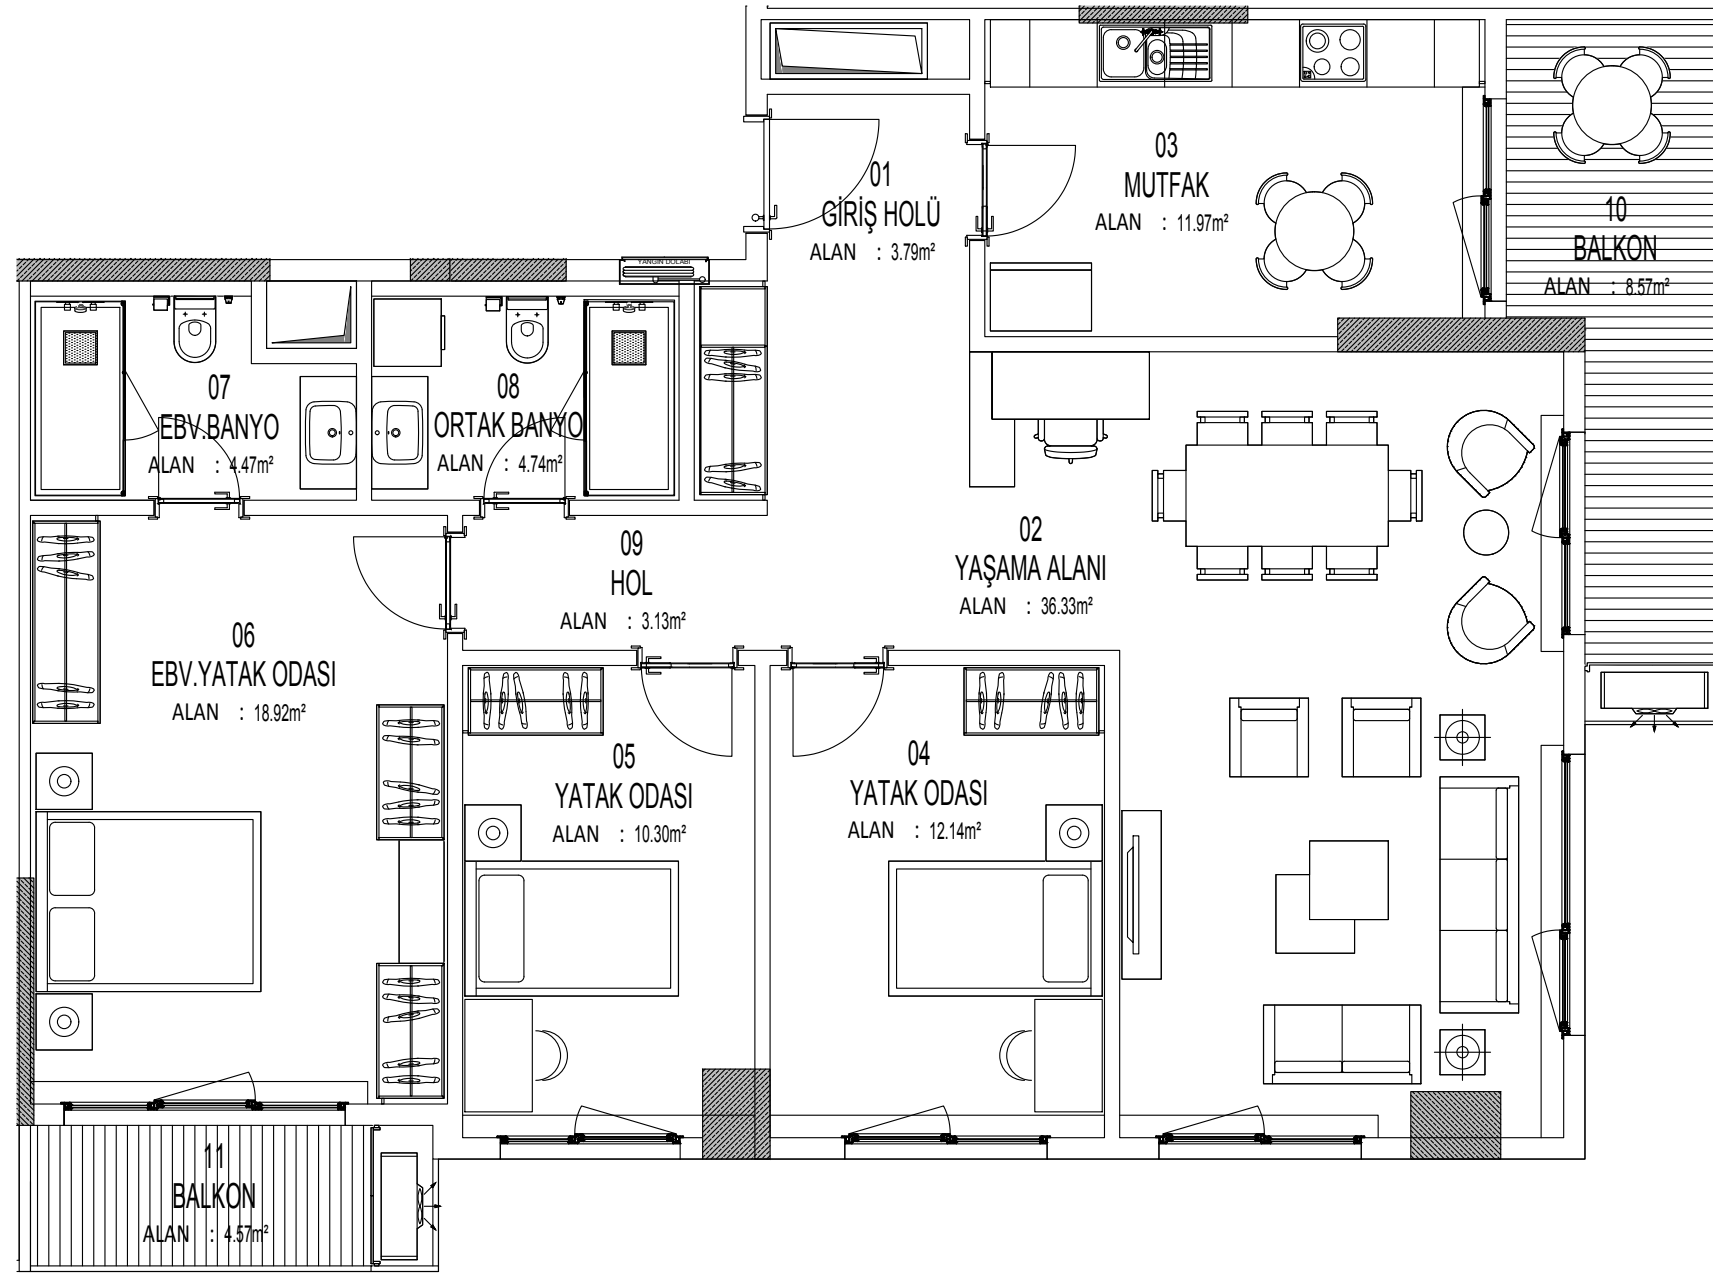 01
GİRİŞ HOLÜ
ALAN : 3.79m²
03
MUTFAK
ALAN : 11.97m²
10
BALKON
ALAN : 8.57m²
YANGIN DOLABI
07
EBV.BANYO
ALAN : 4.47m²
08
ORTAK BANYO
ALAN : 4.74m²
09
HOL
ALAN : 3.13m²
02
YAŞAMA ALANI
ALAN : 36.33m²
06
EBV.YATAK ODASI
ALAN : 18.92m²
05
YATAK ODASI
ALAN : 10.30m²
04
YATAK ODASI
ALAN : 12.14m²
11
BALKON
ALAN : 4.57m²